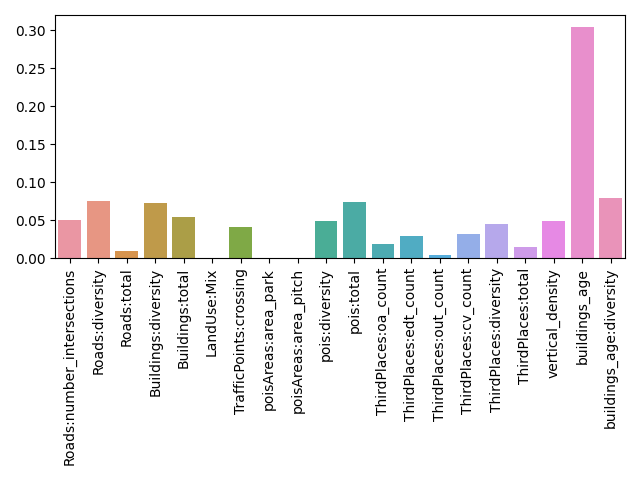 0.30
0.25
0.20
0.15
0.10
0.05
0.00
Roads:number_intersections
Roads:diversity
Roads:total
Buildings:diversity
Buildings:total
LandUse:Mix
TrafficPoints:crossing
poisAreas:area_park
poisAreas:area_pitch
pois:diversity
pois:total
ThirdPlaces:oa_count
ThirdPlaces:edt_count
ThirdPlaces:out_count
ThirdPlaces:cv_count
ThirdPlaces:diversity
ThirdPlaces:total
vertical_density
buildings_age
buildings_age:diversity